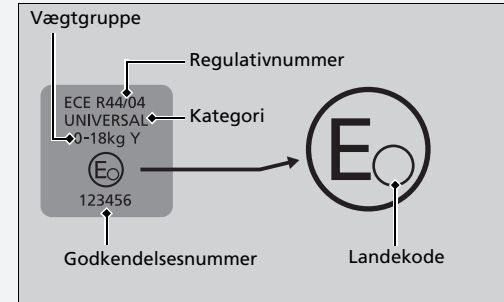 Vægtgruppe
Regulativnummer
ECE R44/04
UNIVERSAL
Kategori
0-18kg Y
E
E
123456
Godkendelsesnummer
Landekode